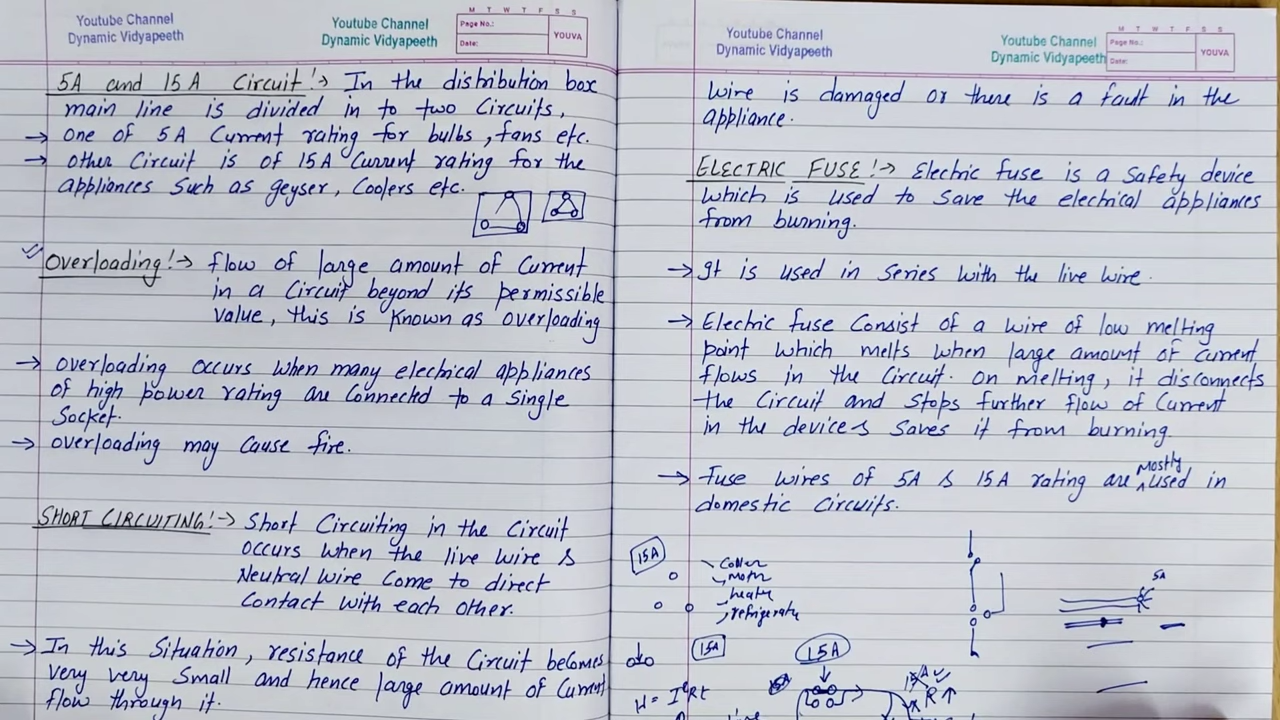 Youtube Channel
Dynamic Vidyapeeth
Youtube Channel
Dynamic Vidyapeeth
M T W T F S S
Page No.:
Date:
YOUVA
5A and 15A Circuit!→ In the distribution box
main line is divided in to two Circuits,
→ one of 5A Current rating for bulbs, fans etc.
→ other Circuit is of 15A Current rating for the
appliances Such as geyser, Coolers etc.
Overloading!→ flow of large amount of Current
in a Circuit beyond its permissible
value, this is Known as overloading
→ overloading occurs when many electrical appliances
of high power rating are Connected to a Single
Socket.
→ overloading may Cause fire.
SHORT CIRCUITING!→ Short Circuiting in the Circuit
occurs when the live wire &
Neutral wire Come to direct
Contact with each other.
→ In this Situation, resistance of the Circuit becomes
very very Small and hence large amount of Current
flow through it.
Youtube Channel
Dynamic Vidyapeeth
Youtube Channel
Dynamic Vidyapeeth
M T W T F S S
Page No.:
Date:
YOUVA
wire is damaged or there is a fault in the
appliance.
ELECTRIC FUSE!→ Electric fuse is a Safety device
which is used to Save the electrical appliances
from burning.
→ It is used in Series with the live wire.
→ Electric fuse Consist of a wire of low melting
point which melts when large amount of current
flows in the Circuit. on melting, it disconnects
the Circuit and Stops further flow of Current
in the device & Saves it from burning.
→ fuse wires of 5A & 15A rating are Mostly used in
domestic Circuits.
15A
5A
15A
15A
15A
H = I²Rt
R ↑